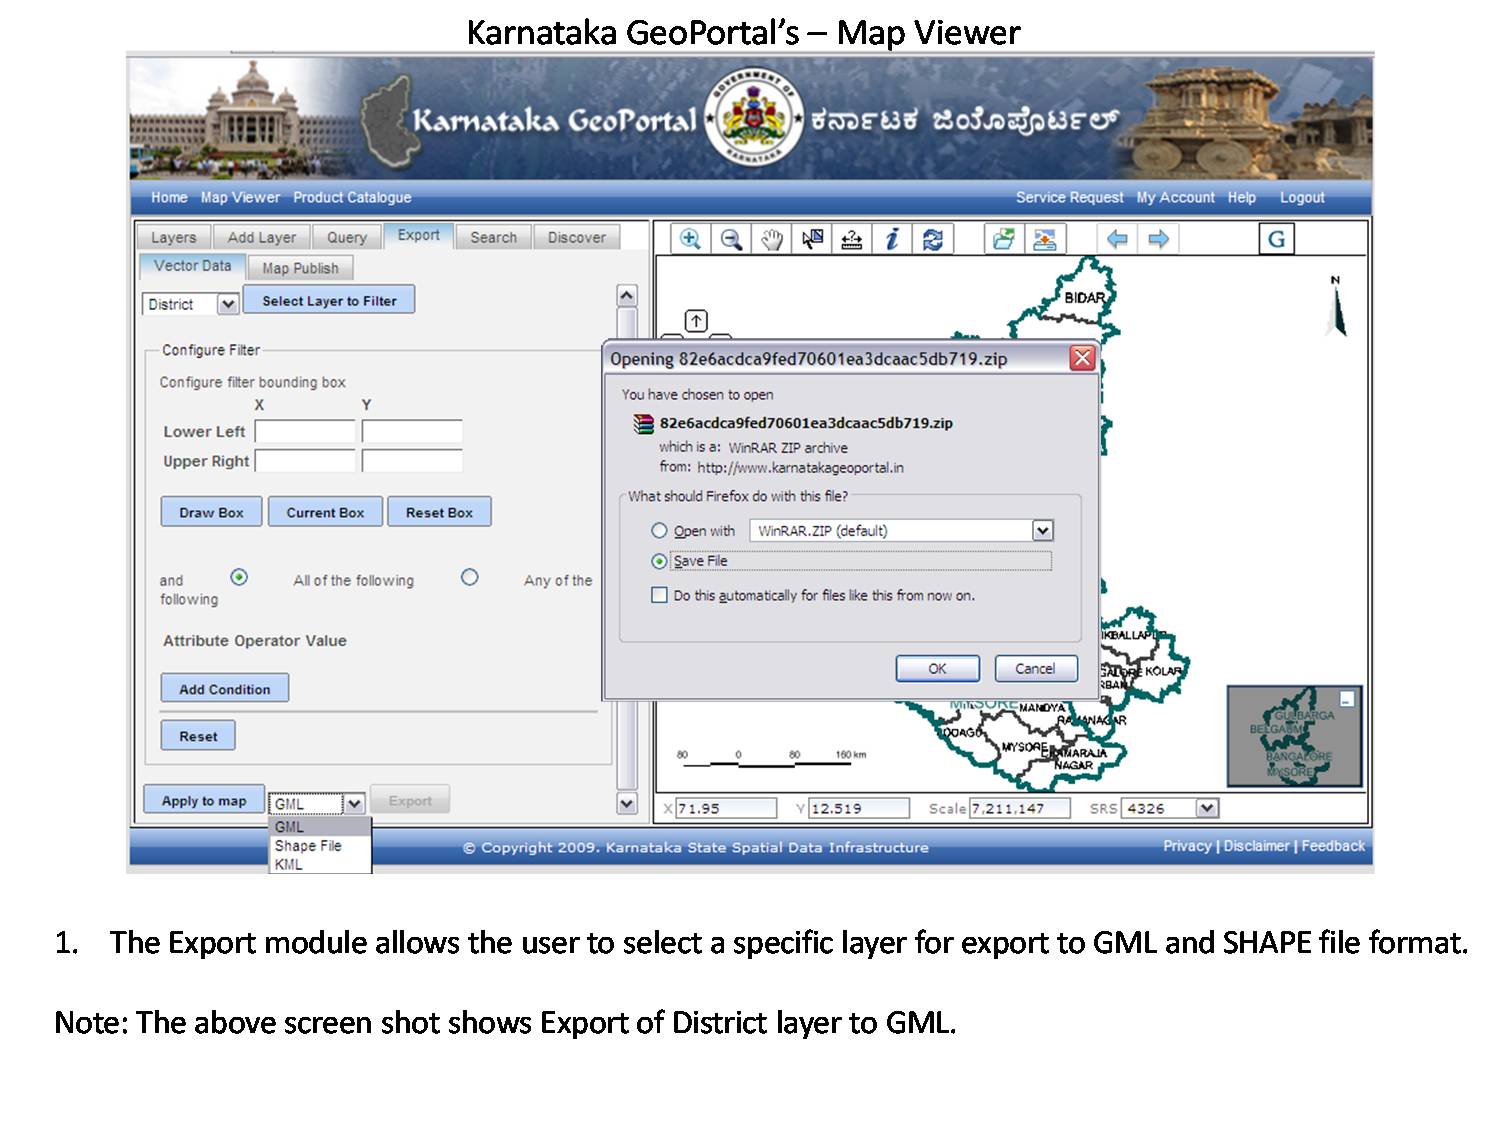 Karnataka GeoPortal’s – Map Viewer
Karnataka GeoPortal
GOVERNMENT OF
KARNATAKA
ಕರ್ನಾಟಕ ಜಿಯೋಪೊರ್ಟಲ್
Home Map Viewer Product Catalogue Service Request My Account Help Logout
Layers Add Layer Query Export Search Discover
Vector Data Map Publish
District Select Layer to Filter
Configure Filter
Configure filter bounding box
X Y
Lower Left
Upper Right
Draw Box Current Box Reset Box
and All of the following Any of the
following
Attribute Operator Value
Add Condition
Reset
Apply to map GML Export
GML
Shape File
KML
G
N
BIDAR
Opening 82e6acdca9fed70601ea3dcaac5db719.zip
You have chosen to open
82e6acdca9fed70601ea3dcaac5db719.zip
which is a: WinRAR ZIP archive
from: http://www.karnatakageoportal.in
What should Firefox do with this file?
Open with WinRAR.ZIP (default)
Save File
Do this automatically for files like this from now on.
OK Cancel
KOLAR
MYSORE MANDYA
RAMANAGAR
MYSORE
NAGAR
80 0 80 160 km
GULBARGA
BELGAUM
BANGALORE
MYSORE
X 71.95 Y 12.519 Scale 7,211,147 SRS 4326
© Copyright 2009. Karnataka State Spatial Data Infrastructure
Privacy | Disclaimer | Feedback
1. The Export module allows the user to select a specific layer for export to GML and SHAPE file format.
Note: The above screen shot shows Export of District layer to GML.